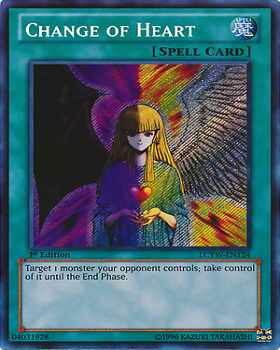 CHANGE OF HEART
[SPELL CARD]
1st Edition
LCYW-EN124
Target 1 monster your opponent controls; take control
of it until the End Phase.
04031928
©1996 KAZUKI TAKAHASHI